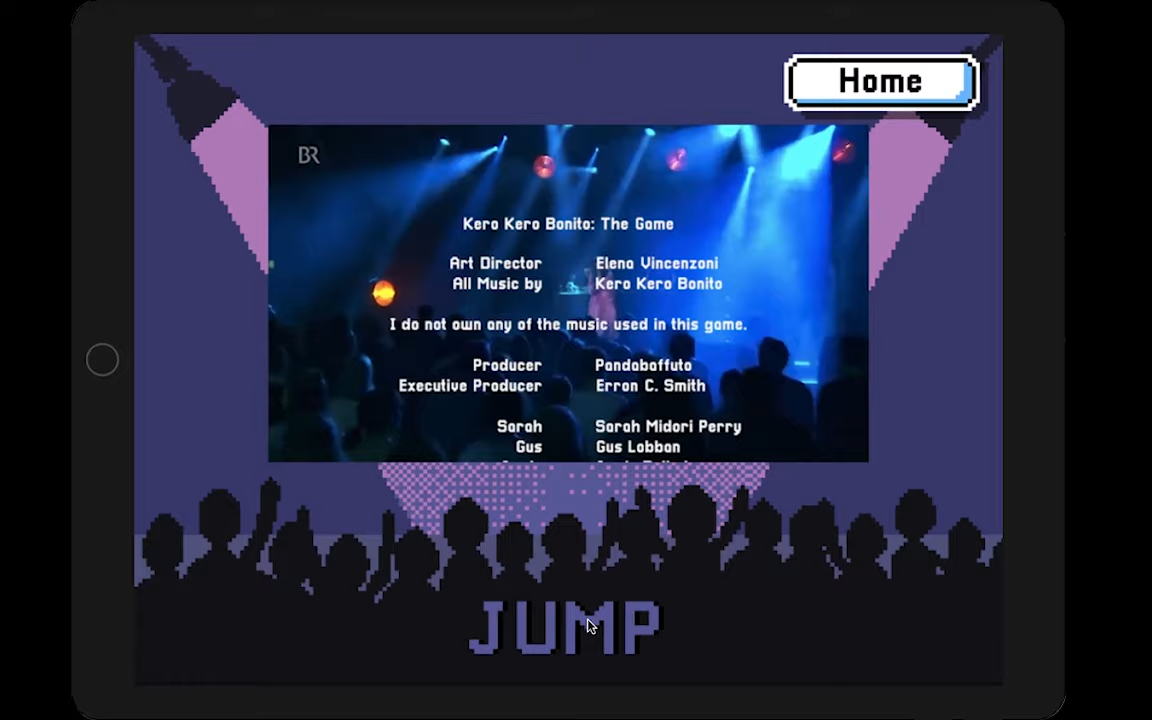 Home
BR
Kero Kero Bonito: The Game
Art Director Elena Vincenzoni
All Music by Kero Kero Bonito
I do not own any of the music used in this game.
Producer Pandabaffuto
Executive Producer Erron C. Smith
Sarah Sarah Midori Perry
Gus Gus Lobban
JUMP